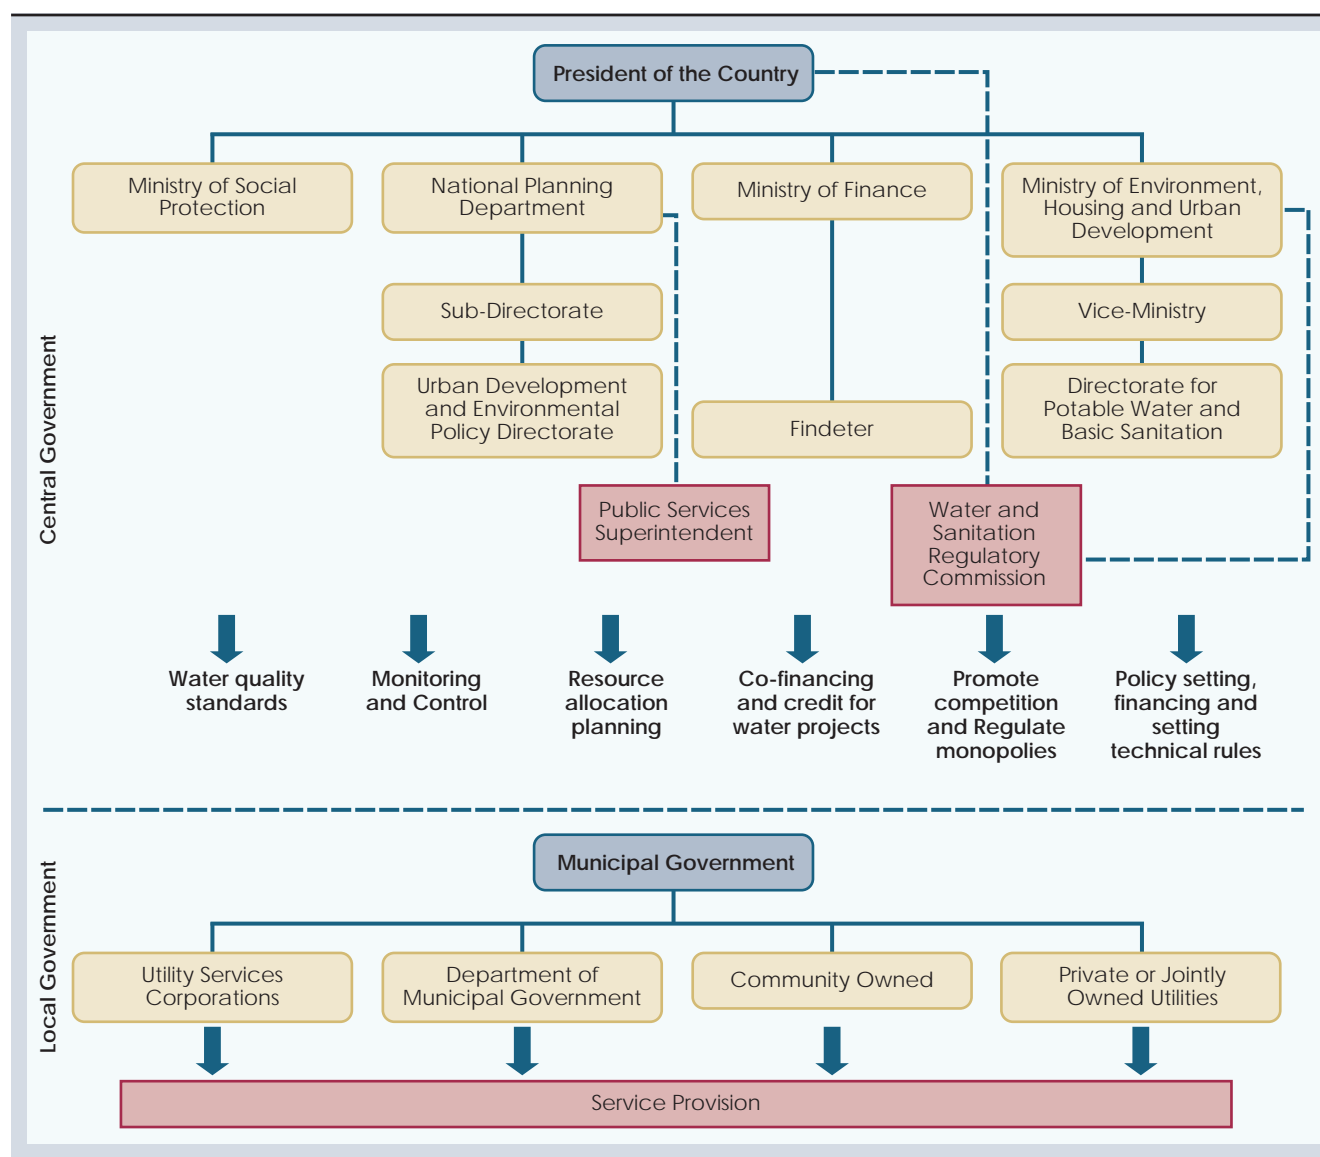 President of the Country
Ministry of Social
Protection
National Planning
Department
Ministry of Finance
Ministry of Environment,
Housing and Urban
Development
Sub-Directorate
Vice-Ministry
Urban Development
and Environmental
Policy Directorate
Findeter
Directorate for
Potable Water and
Basic Sanitation
Public Services
Superintendent
Water and
Sanitation
Regulatory
Commission
Central Government
Water quality
standards
Monitoring
and Control
Resource
allocation
planning
Co-financing
and credit for
water projects
Promote
competition
and Regulate
monopolies
Policy setting,
financing and
setting
technical rules
Municipal Government
Local Government
Utility Services
Corporations
Department of
Municipal Government
Community Owned
Private or Jointly
Owned Utilities
Service Provision